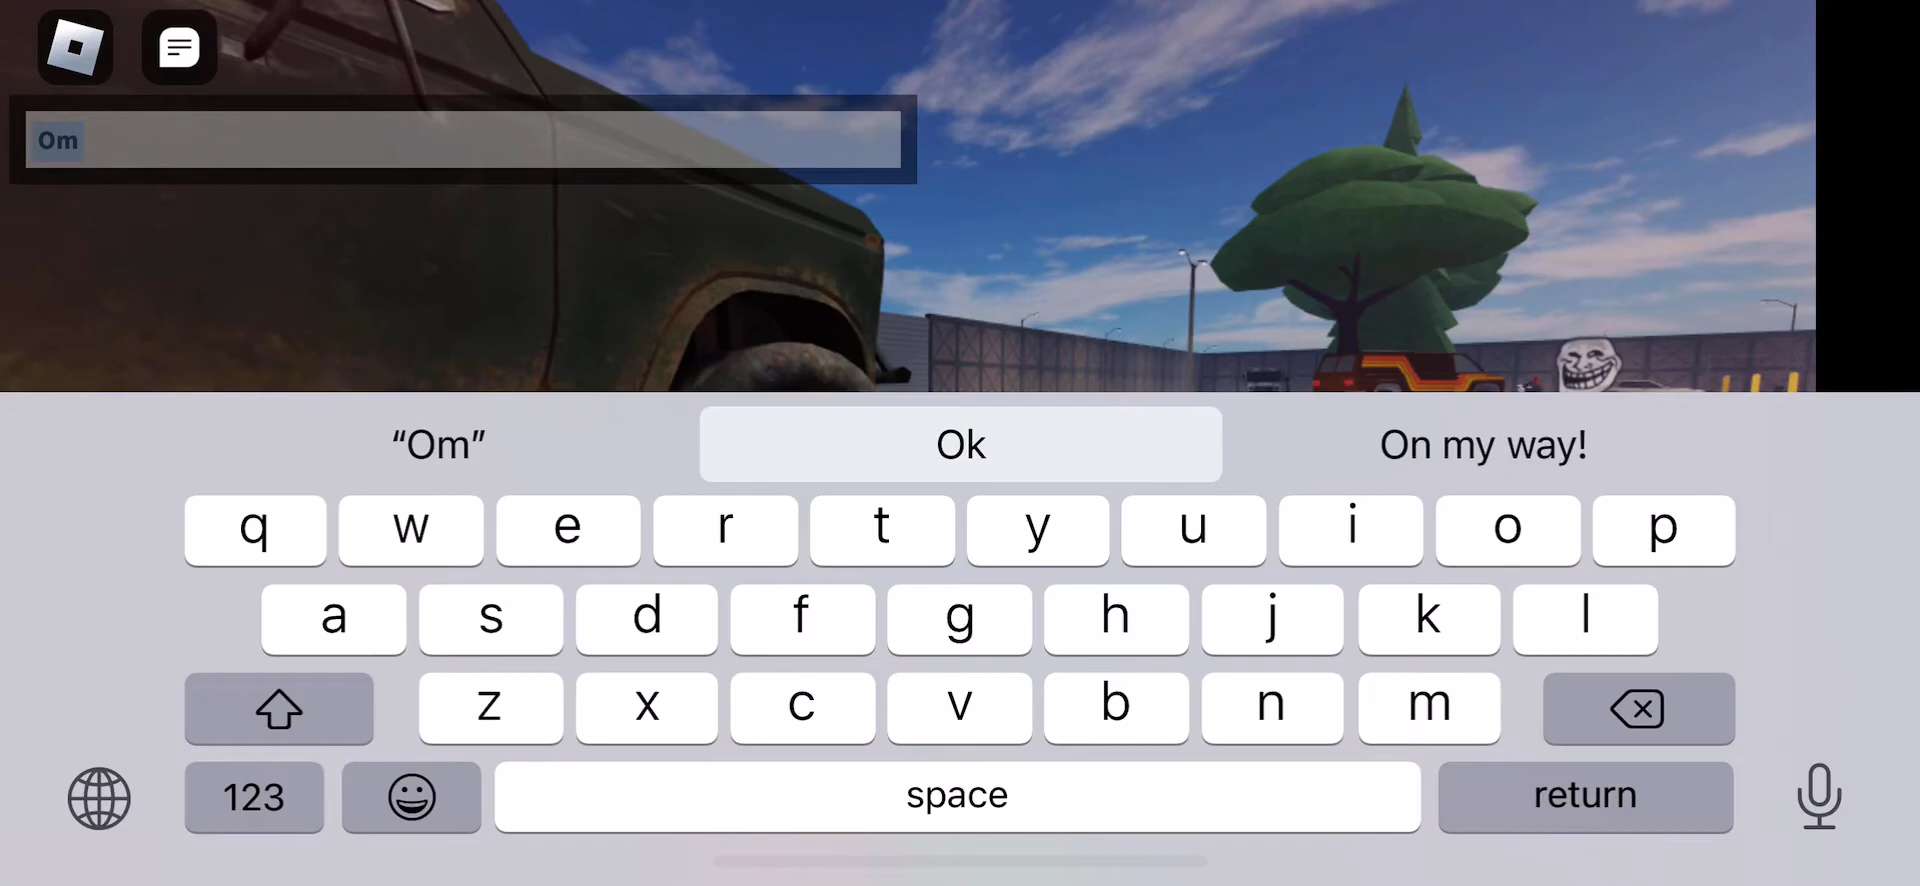 Om
“Om” Ok On my way!
q w e r t y u i o p
a s d f g h j k l
z x c v b n m
123 space return